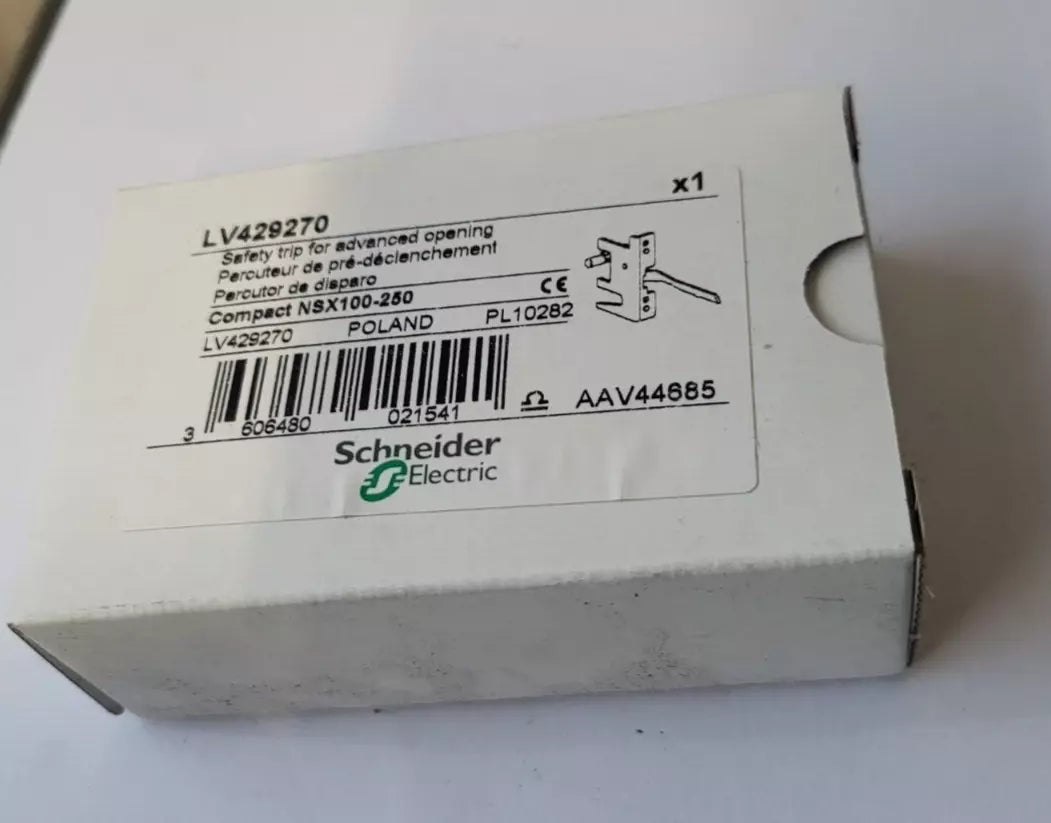 LV429270 x1
Safety trip for advanced opening
Percuteur de pré-déclenchement
Percutor de disparo
Compact NSX100-250 CE
LV429270 POLAND PL10282
3 606480 021541 AAV44685
Schneider
Electric